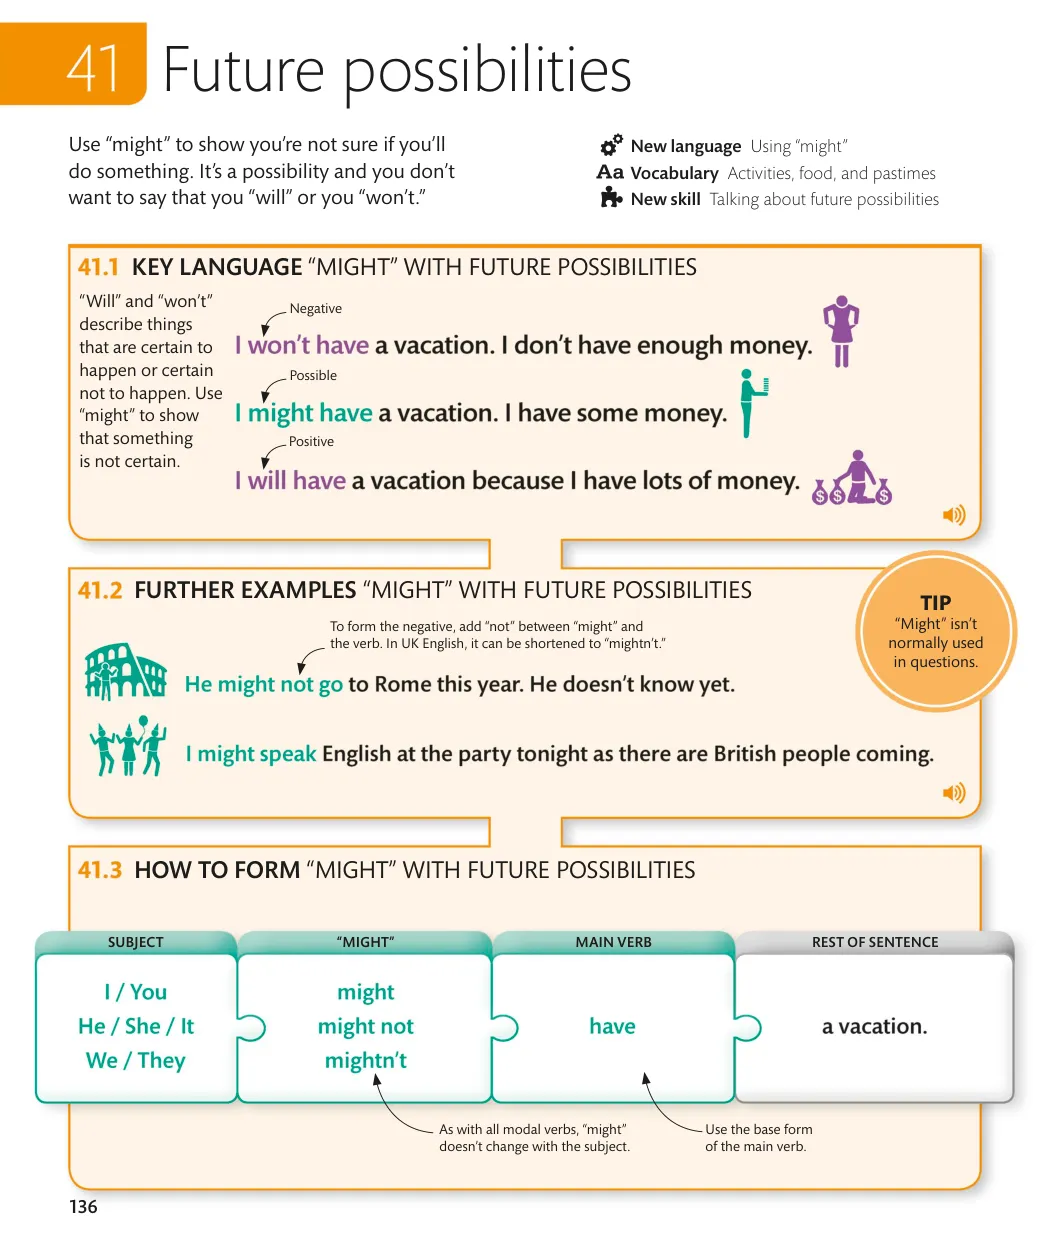 41 Future possibilities
Use “might” to show you’re not sure if you’ll
do something. It’s a possibility and you don’t
want to say that you “will” or you “won’t.”
New language Using “might”
Aa Vocabulary Activities, food, and pastimes
New skill Talking about future possibilities
41.1 KEY LANGUAGE “MIGHT” WITH FUTURE POSSIBILITIES
“Will” and “won’t”
describe things
that are certain to
happen or certain
not to happen. Use
“might” to show
that something
is not certain.
Negative
I won’t have a vacation. I don’t have enough money.
Possible
I might have a vacation. I have some money.
Positive
I will have a vacation because I have lots of money.
$ $ $
41.2 FURTHER EXAMPLES “MIGHT” WITH FUTURE POSSIBILITIES
To form the negative, add “not” between “might” and
the verb. In UK English, it can be shortened to “mightn’t.”
He might not go to Rome this year. He doesn’t know yet.
I might speak English at the party tonight as there are British people coming.
TIP
“Might” isn’t
normally used
in questions.
41.3 HOW TO FORM “MIGHT” WITH FUTURE POSSIBILITIES
SUBJECT
I / You
He / She / It
We / They
“MIGHT”
might
might not
mightn’t
MAIN VERB
have
REST OF SENTENCE
a vacation.
As with all modal verbs, “might”
doesn’t change with the subject.
Use the base form
of the main verb.
136